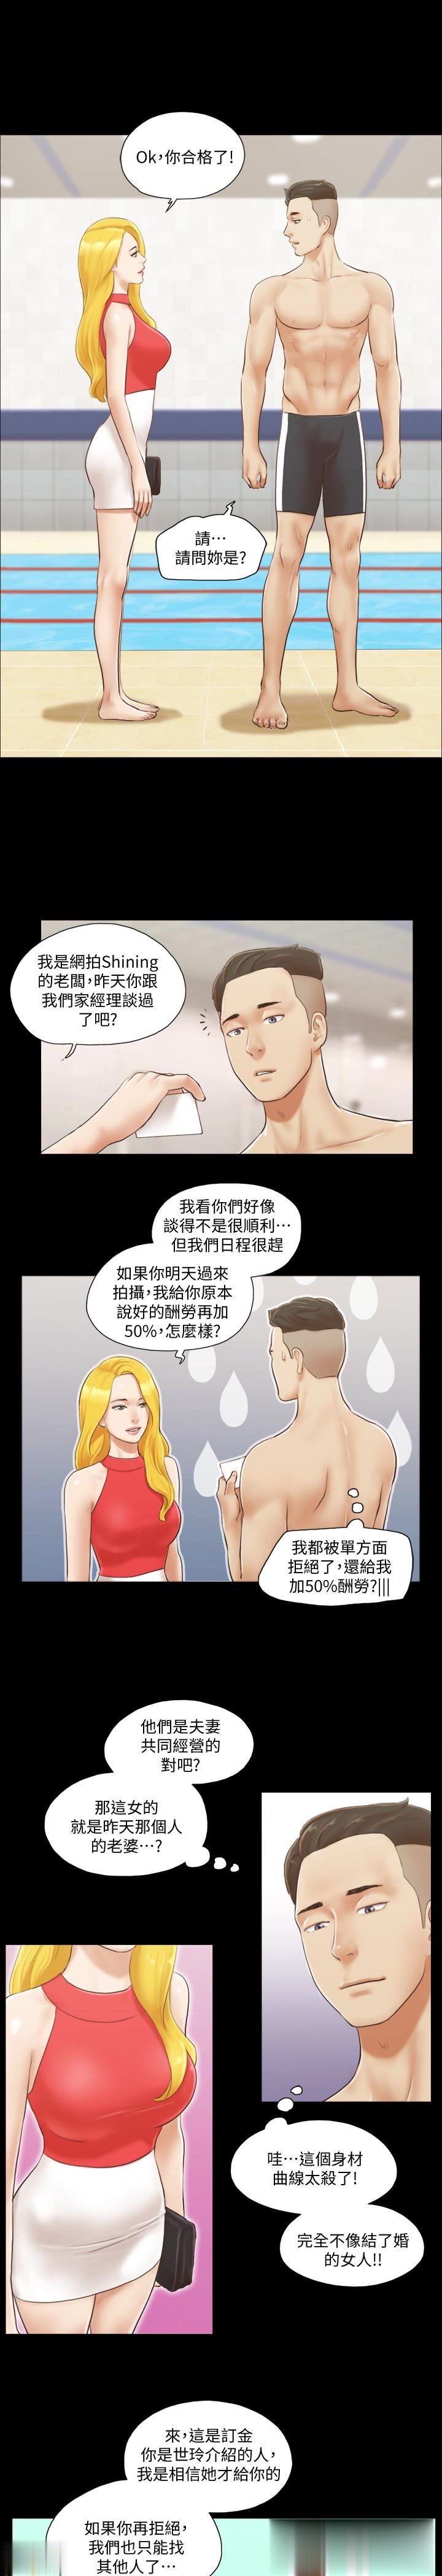 Ok,你合格了!
請⋯
請問妳是?
我是網拍Shining
的老闆,昨天你跟
我們家經理談過
了吧?
我看你們好像
談得不是很順利⋯
但我們日程很趕
如果你明天過來
拍攝,我給你原本
說好的酬勞再加
50%,怎麼樣?
我都被單方面
拒絕了,還給我
加50%酬勞?|||
他們是夫妻
共同經營的
對吧?
那這女的
就是昨天那個人
的老婆⋯?
哇⋯這個身材
曲線太殺了!
完全不像結了婚
的女人!!
來,這是訂金
你是世玲介紹的人,
我是相信她才給你的
如果你再拒絕,
我們也只能找
其他人了⋯